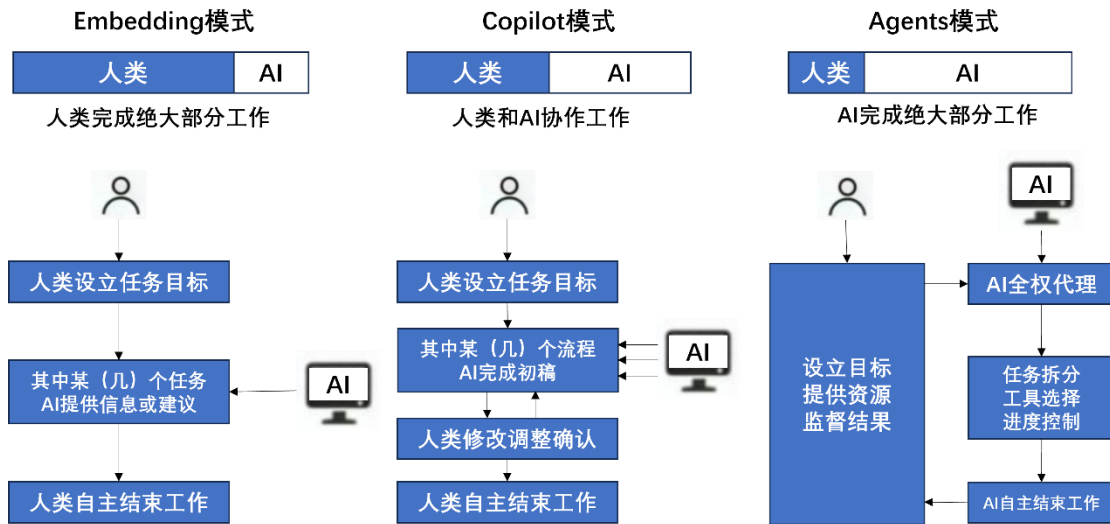 Embedding模式
人类
AI
人类完成绝大部分工作
人类设立任务目标
其中某（几）个任务
AI提供信息或建议
AI
人类自主结束工作
Copilot模式
人类
AI
人类和AI协作工作
人类设立任务目标
其中某（几）个流程
AI完成初稿
AI
人类修改调整确认
人类自主结束工作
Agents模式
人类
AI
AI完成绝大部分工作
AI
设立目标
提供资源
监督结果
AI全权代理
任务拆分
工具选择
进度控制
AI自主结束工作